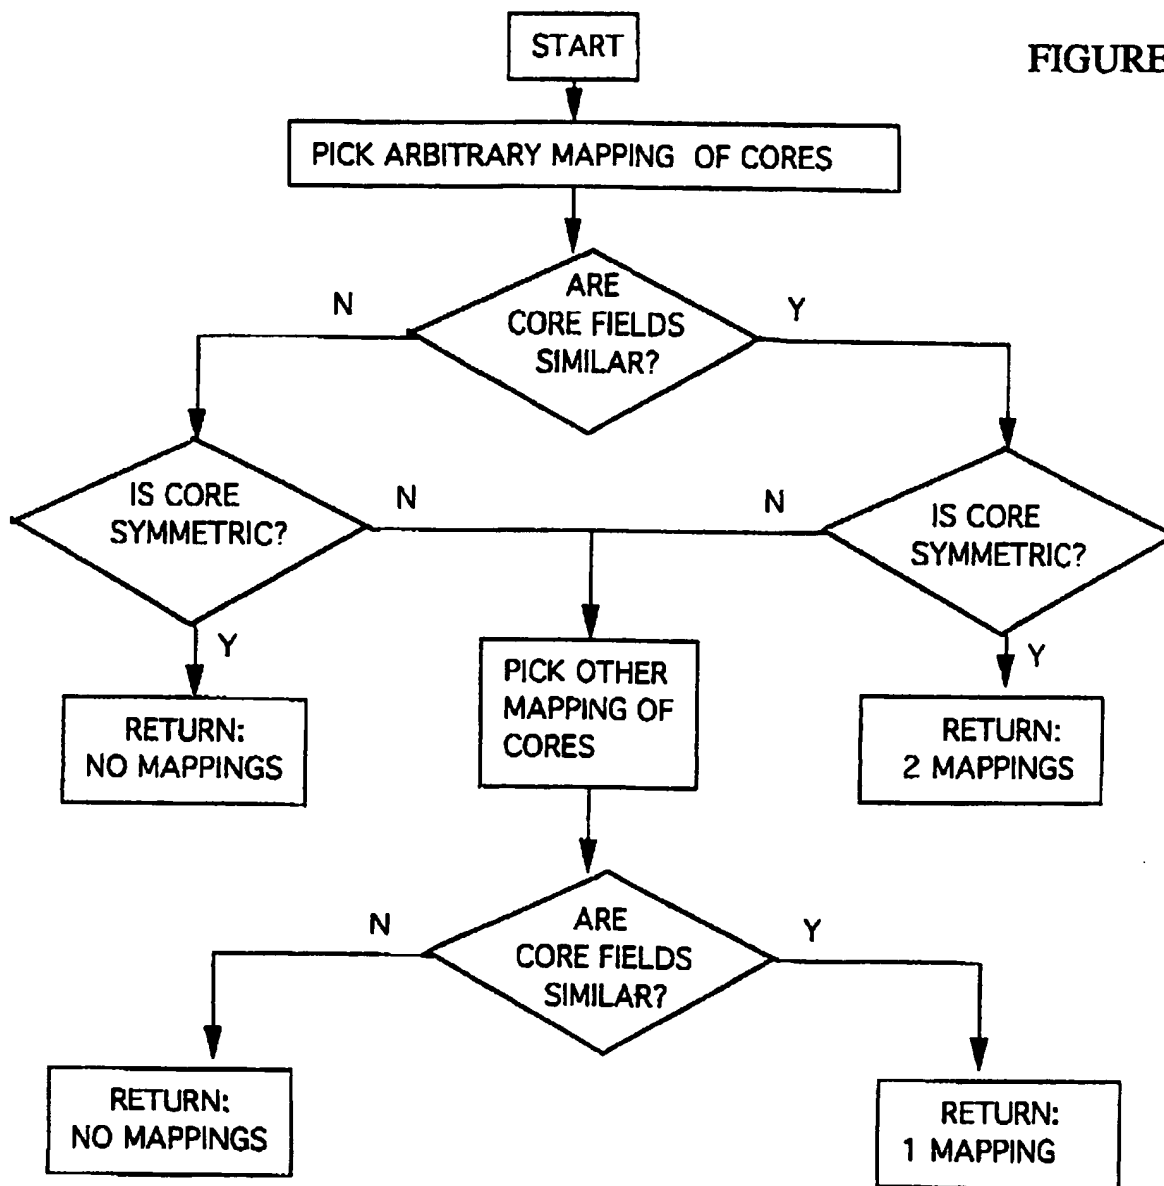 START
FIGURE
PICK ARBITRARY MAPPING OF CORES
ARE
CORE FIELDS
SIMILAR?
N
Y
IS CORE
SYMMETRIC?
N
N
IS CORE
SYMMETRIC?
Y
Y
PICK OTHER
MAPPING OF
CORES
RETURN:
NO MAPPINGS
RETURN:
2 MAPPINGS
ARE
CORE FIELDS
SIMILAR?
N
Y
RETURN:
NO MAPPINGS
RETURN:
1 MAPPING